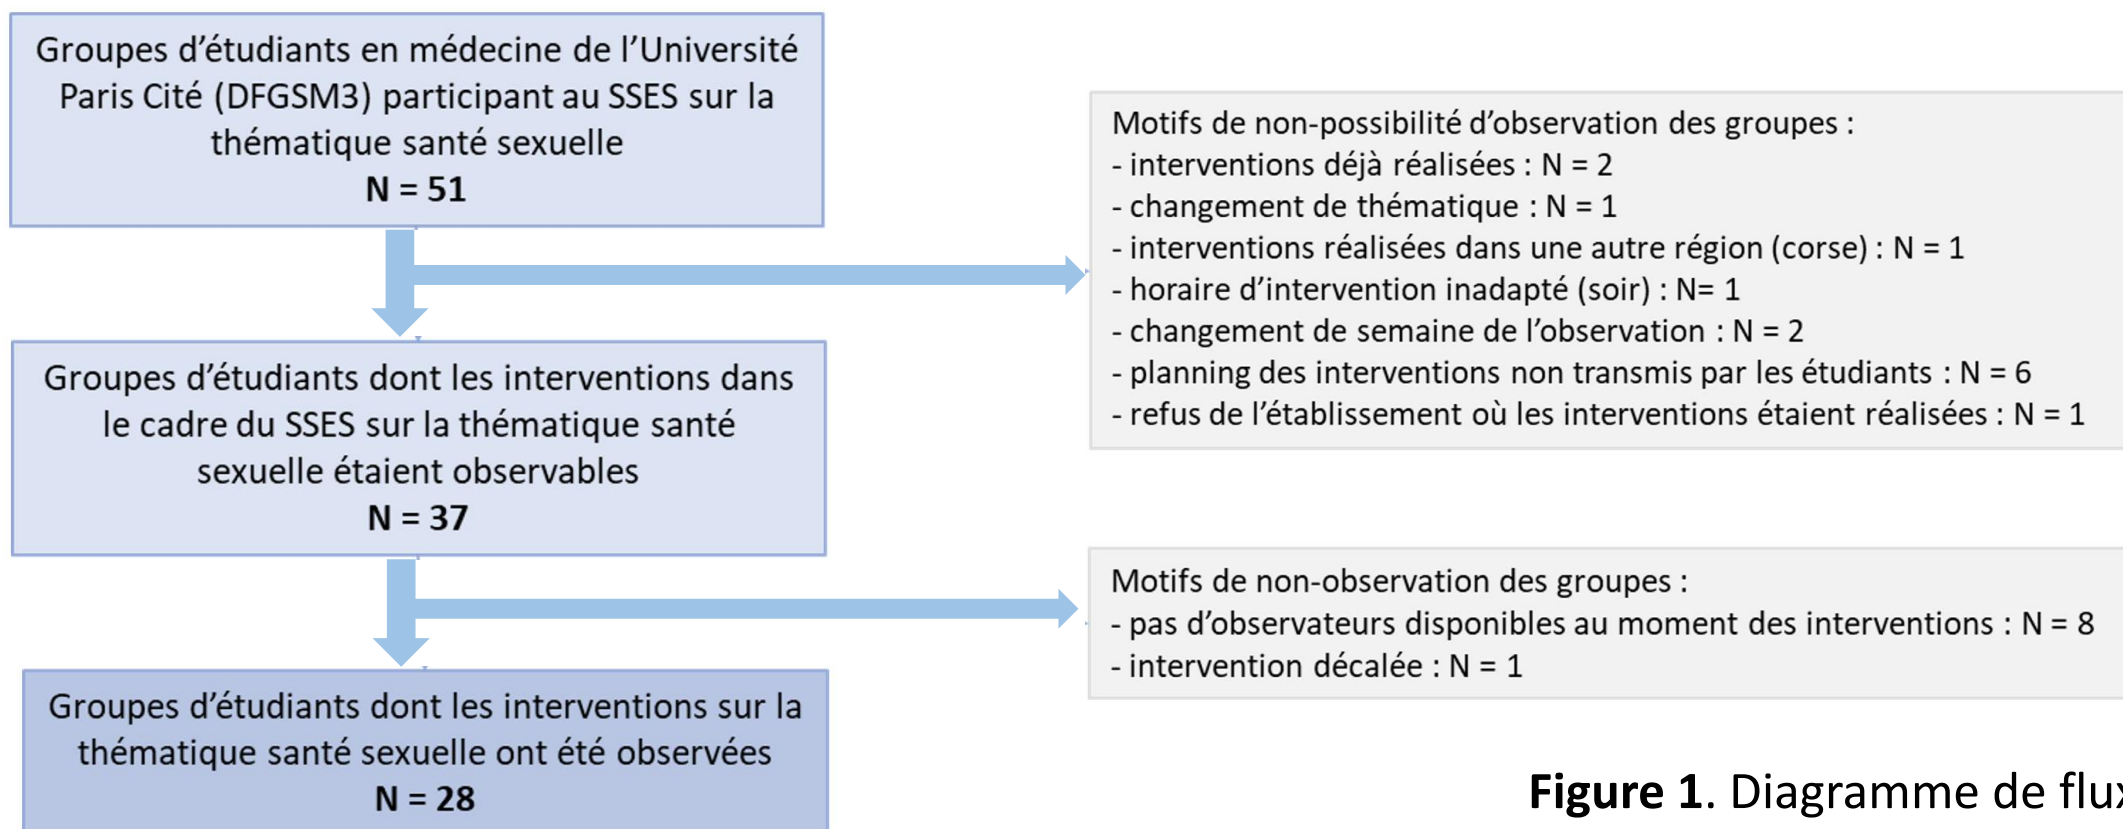 Groupes d’étudiants en médecine de l’Université
Paris Cité (DFGSM3) participant au SSES sur la
thématique santé sexuelle
N = 51
Motifs de non-possibilité d’observation des groupes :
- interventions déjà réalisées : N = 2
- changement de thématique : N = 1
- interventions réalisées dans une autre région (corse) : N = 1
- horaire d’intervention inadapté (soir) : N= 1
- changement de semaine de l’observation : N = 2
- planning des interventions non transmis par les étudiants : N = 6
- refus de l’établissement où les interventions étaient réalisées : N = 1
Groupes d’étudiants dont les interventions dans
le cadre du SSES sur la thématique santé
sexuelle étaient observables
N = 37
Motifs de non-observation des groupes :
- pas d’observateurs disponibles au moment des interventions : N = 8
- intervention décalée : N = 1
Groupes d’étudiants dont les interventions sur la
thématique santé sexuelle ont été observées
N = 28
Figure 1. Diagramme de flux